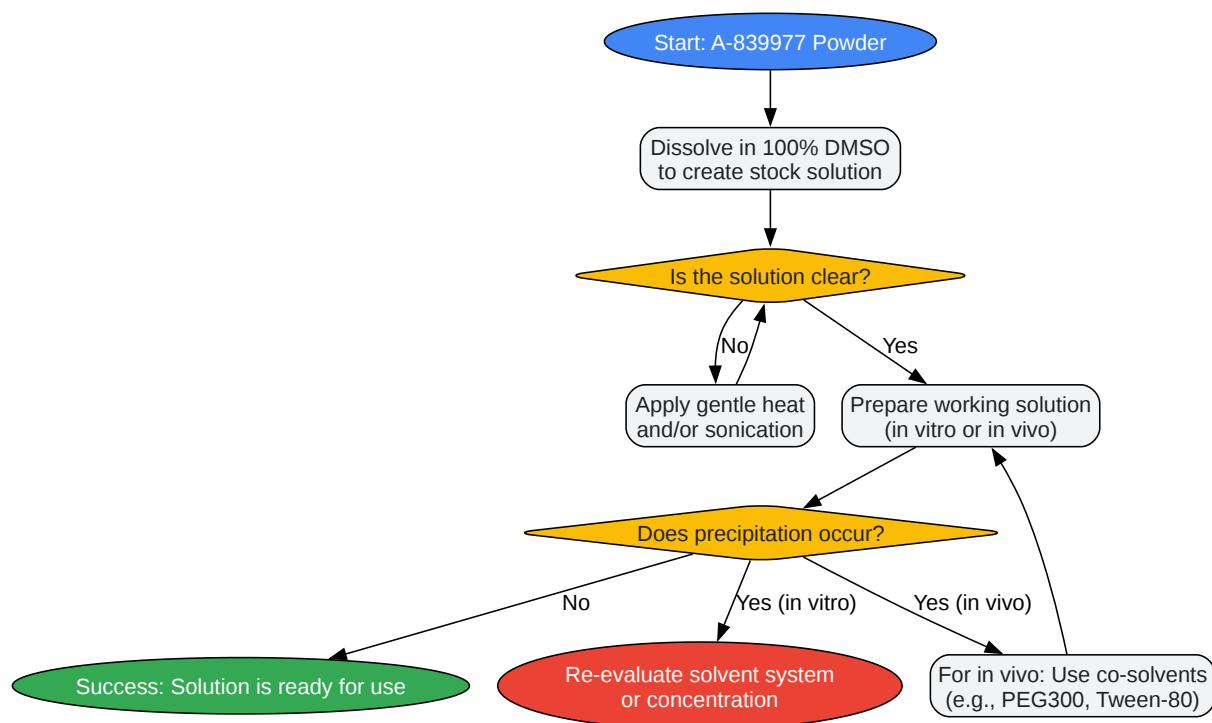 Start: A-839977 Powder
Dissolve in 100% DMSO
to create stock solution
Is the solution clear?
No
Yes
Apply gentle heat
and/or sonication
Prepare working solution
(in vitro or in vivo)
Does precipitation occur?
No
Yes (in vitro)
Yes (in vivo)
Success: Solution is ready for use
Re-evaluate solvent system
or concentration
For in vivo: Use co-solvents
(e.g., PEG300, Tween-80)